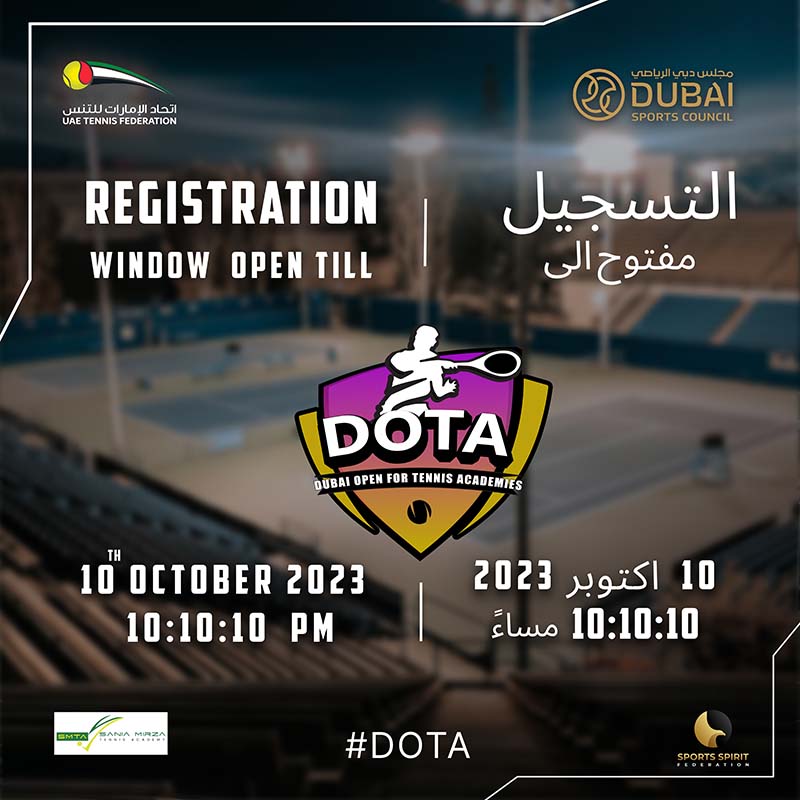 اتحاد الإمارات للتنس
UAE TENNIS FEDERATION
مجلس دبي الرياضي
DUBAI
SPORTS COUNCIL
REGISTRATION
WINDOW OPEN TILL
التسجيل
مفتوح الى
DOTA
DUBAI OPEN FOR TENNIS ACADEMIES
10TH OCTOBER 2023
10:10:10 PM
10 اكتوبر 2023
10:10:10 مساءً
SMTA SANIA MIRZA
TENNIS ACADEMY
#DOTA
SPORTS SPIRIT
FEDERATION